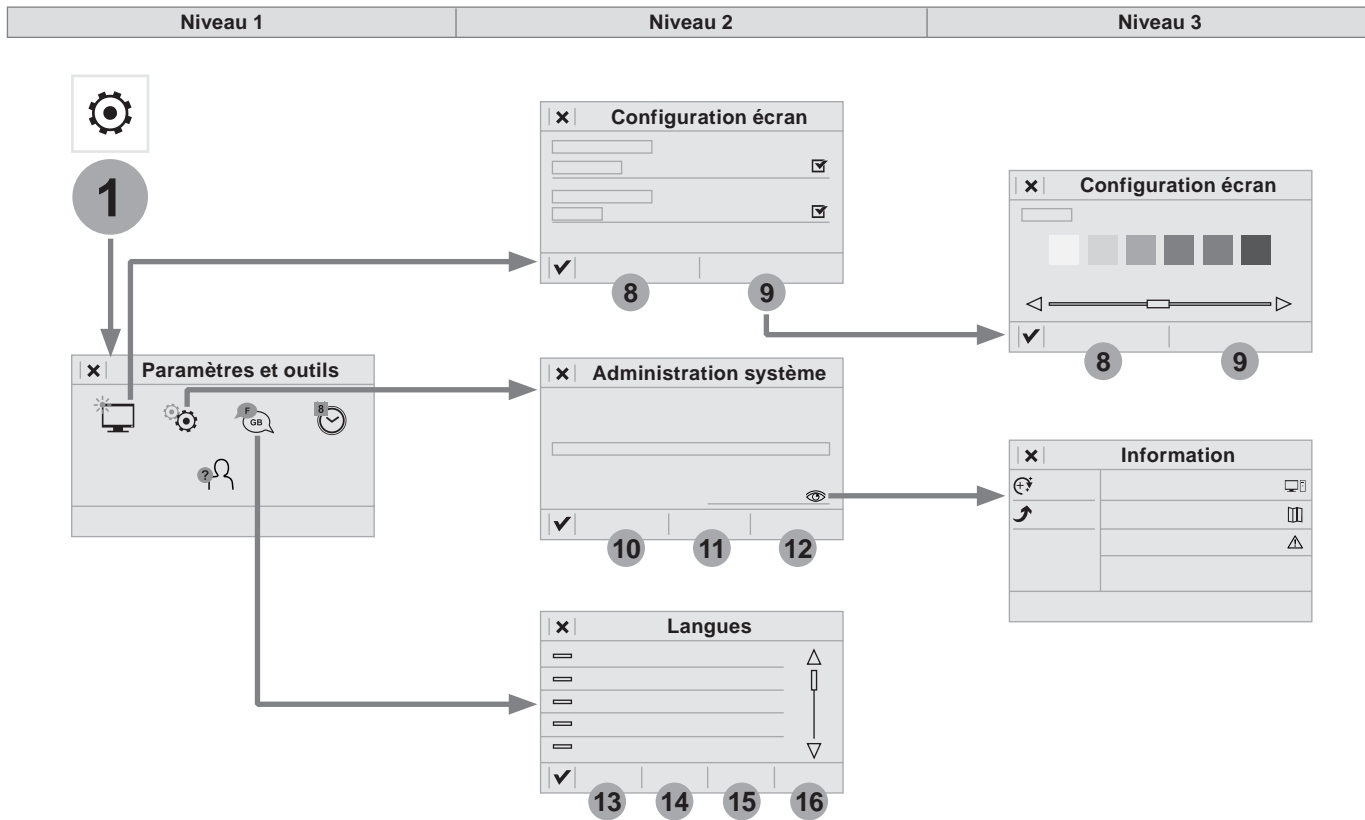 Niveau 1 Niveau 2 Niveau 3
1
Paramètres et outils
F
GB
8
?
Configuration écran
8 9
Administration système
10 11 12
Langues
13 14 15 16
Configuration écran
8 9
Information